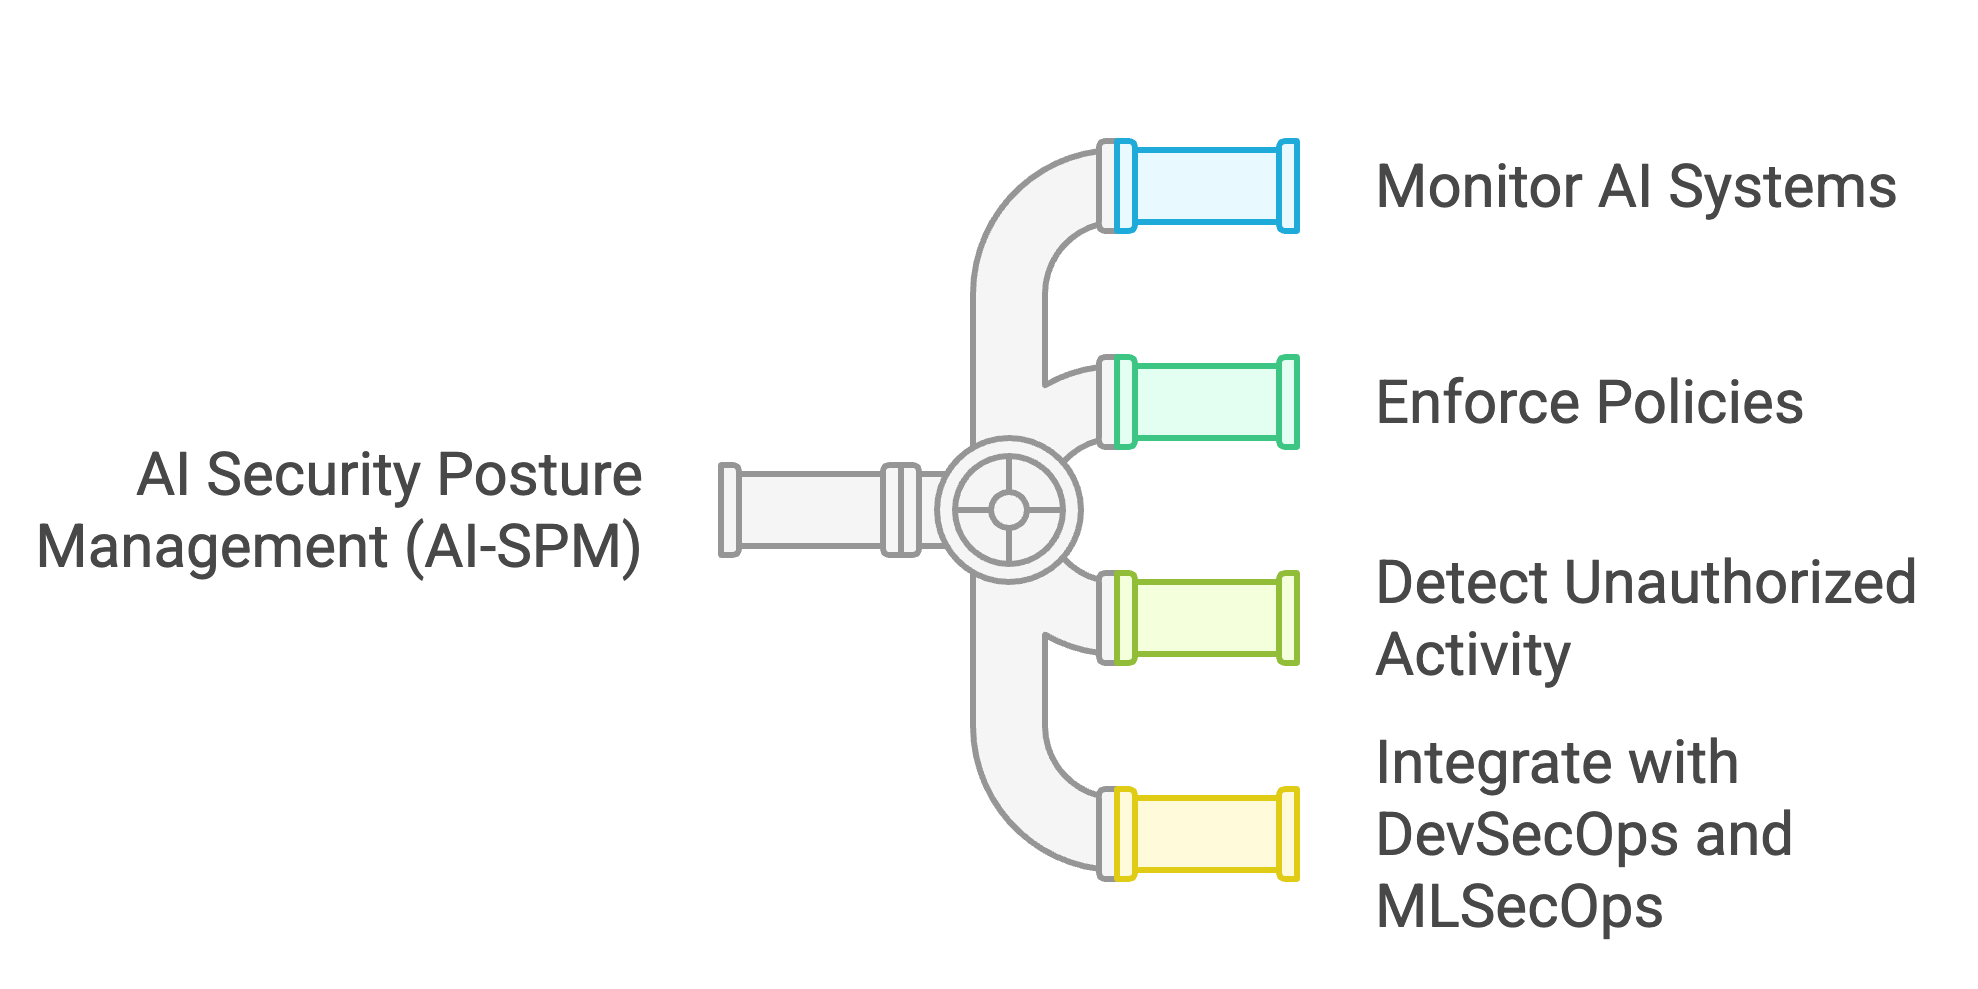 AI Security Posture
Management (AI-SPM)
Monitor AI Systems
Enforce Policies
Detect Unauthorized
Activity
Integrate with
DevSecOps and
MLSecOps